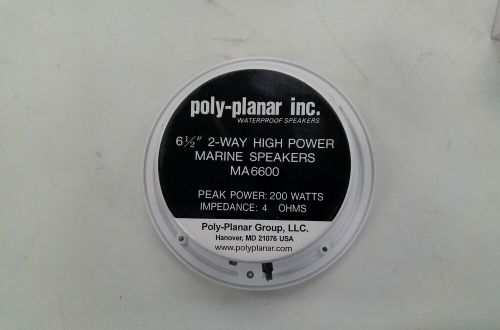 poly-planar inc.
WATERPROOF SPEAKERS
6½" 2-WAY HIGH POWER
MARINE SPEAKERS
MA6600
PEAK POWER: 200 WATTS
IMPEDANCE: 4 OHMS
Poly-Planar Group, LLC.
Hanover, MD 21076 USA
www.polyplanar.com